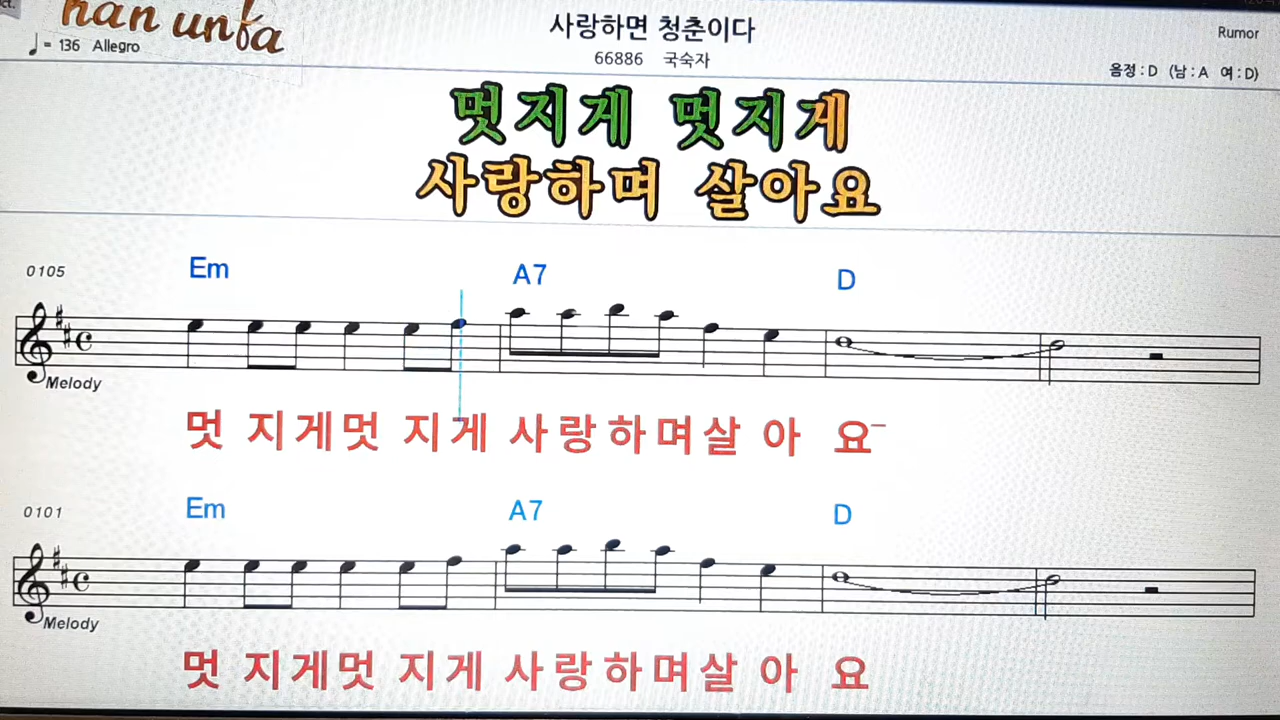 han unfa
♩= 136 Allegro
사랑하면 청춘이다
66886 국숙자
Rumor
음정 : D (남 : A 여 : D)
멋지게 멋지게
사랑하며 살아요
0105
Em A7 D
Melody
멋 지게멋 지게 사랑하며살 아 요‾
0101
Em A7 D
Melody
멋 지게멋 지게 사랑하며살 아 요